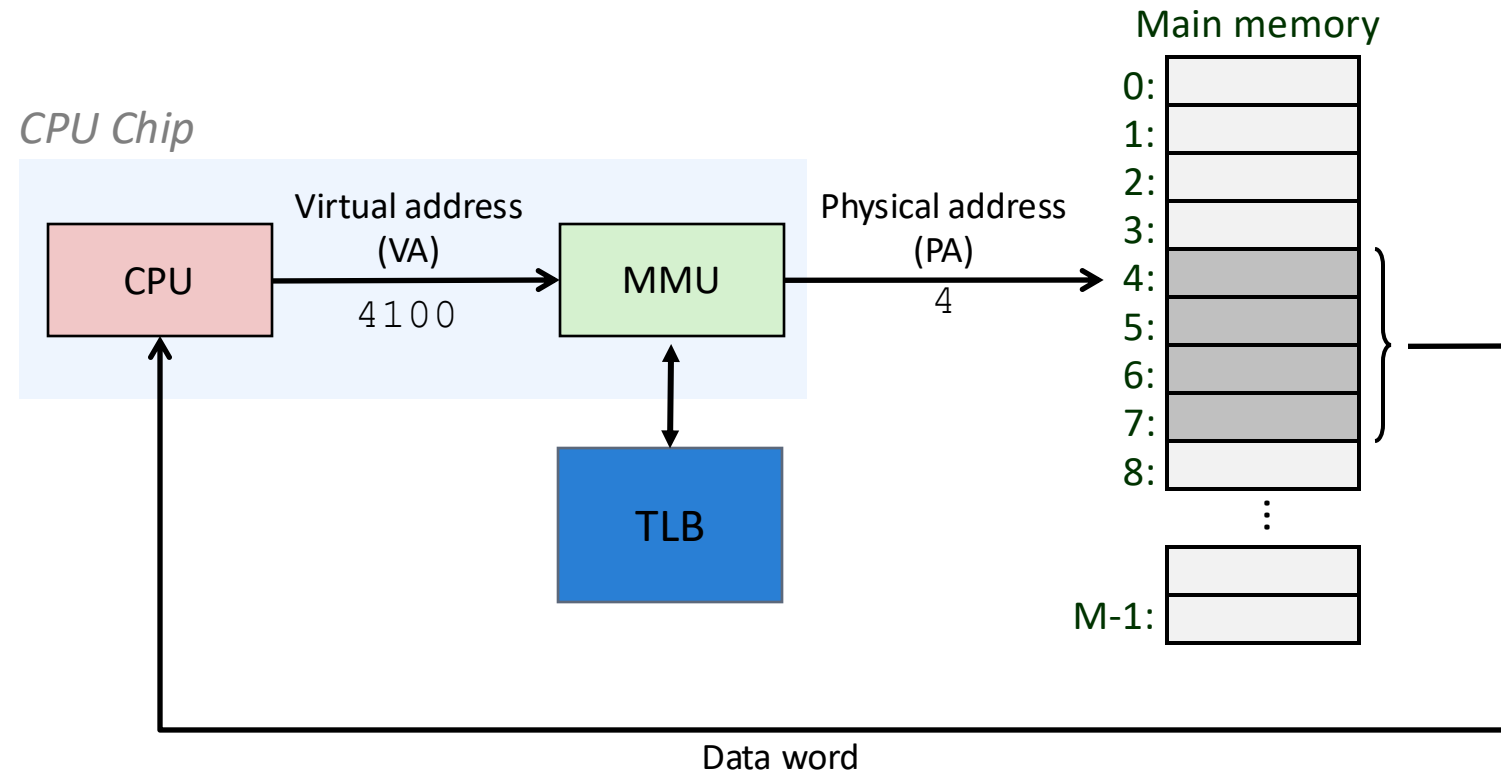 Main memory
CPU Chip
0:
1:
2:
3:
4:
5:
6:
7:
8:
⋮
M-1:
Virtual address
(VA)
4100
Physical address
(PA)
4
CPU
MMU
TLB
Data word